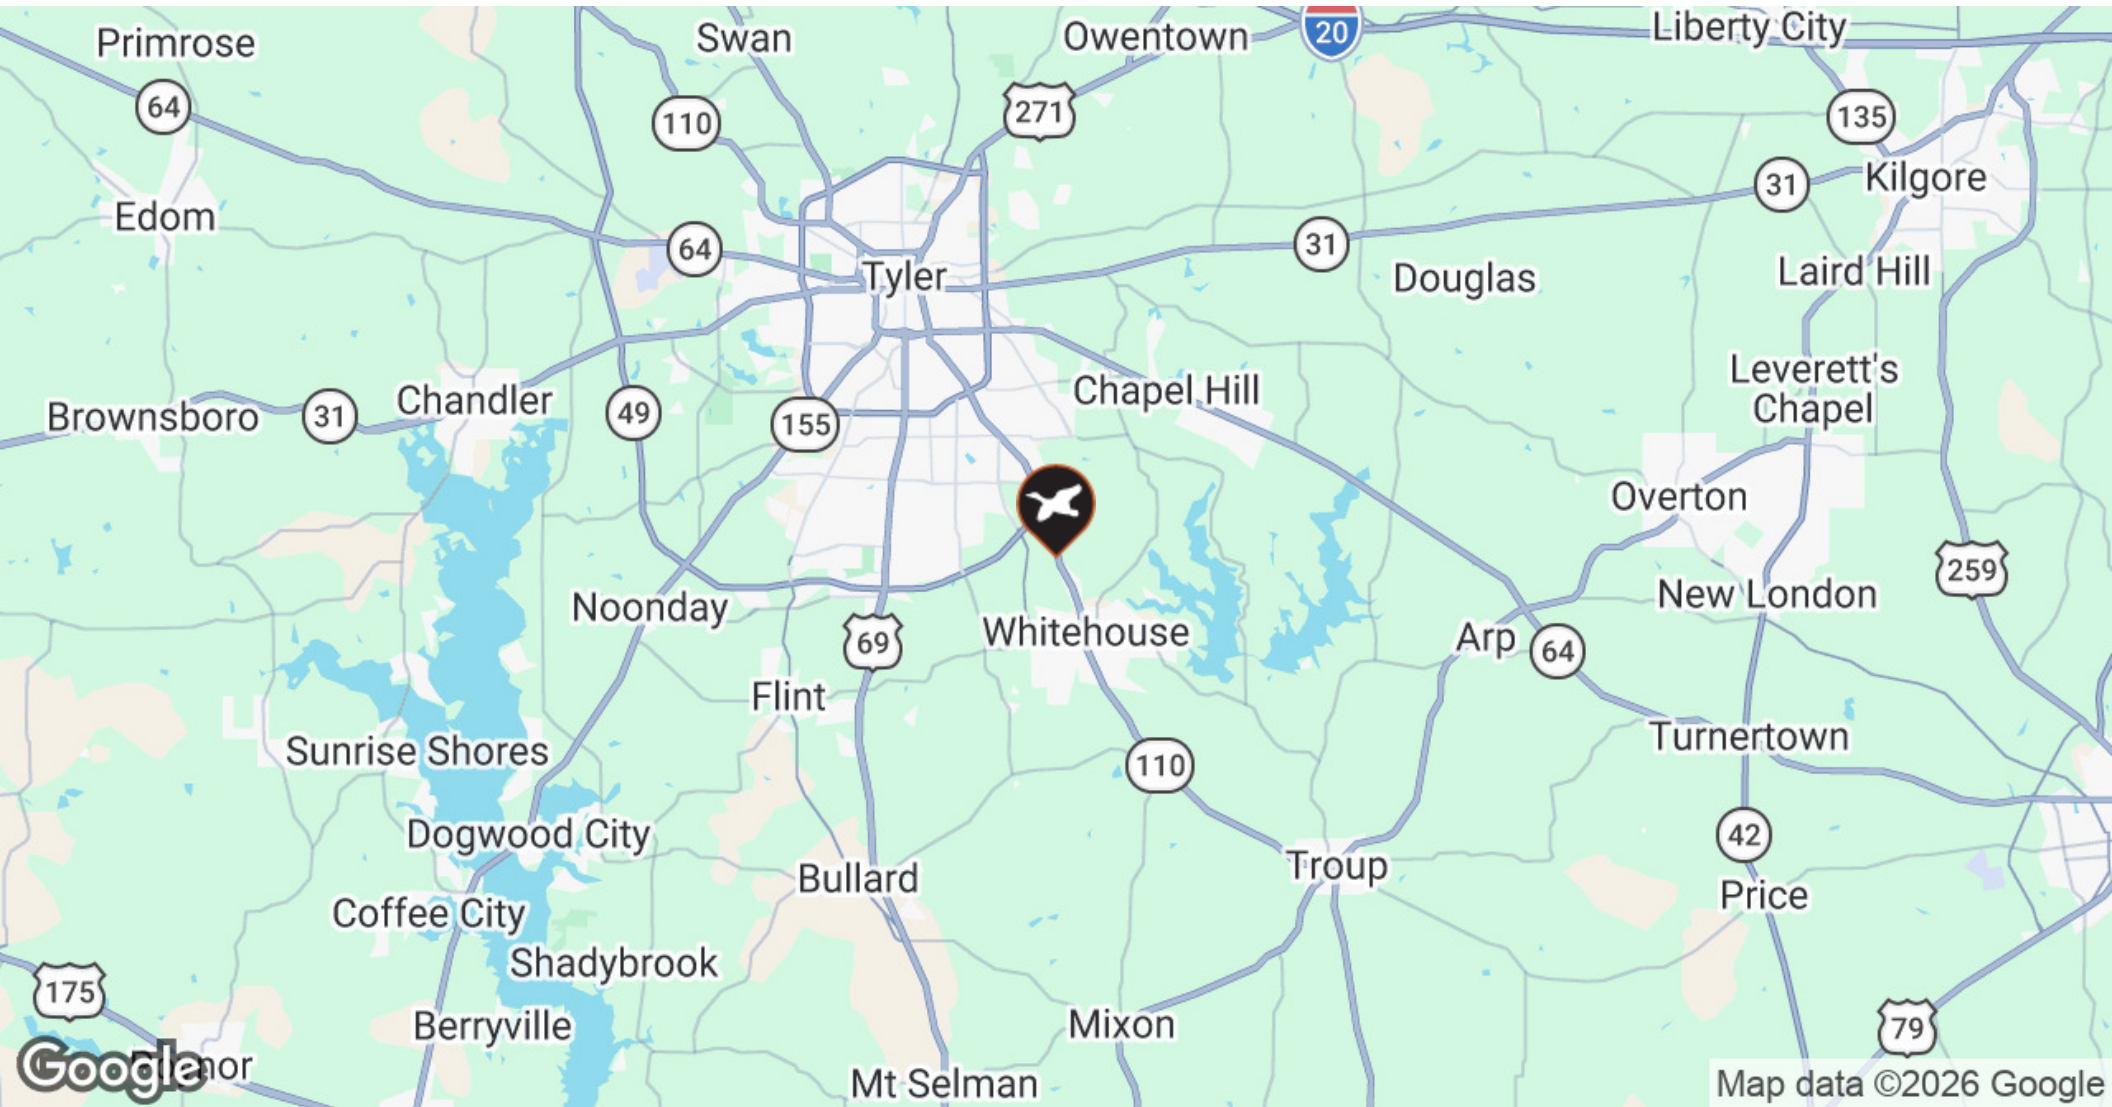 Primrose
Swan
Owentown
20
Liberty City
64
110
271
135
Edom
64
Tyler
31
31
Kilgore
Douglas
Laird Hill
Brownsboro
31
Chandler
49
155
Chapel Hill
Leverett's
Chapel
Overton
259
Noonday
69
Whitehouse
Arp
64
New London
Flint
Sunrise Shores
110
Turnertown
Dogwood City
42
Bullard
Troup
Price
Coffee City
Shadybrook
175
Berryville
Mixon
79
Google
Mt Selman
Map data ©2026 Google